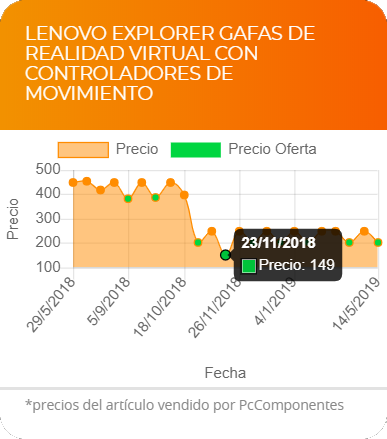 LENOVO EXPLORER GAFAS DE
REALIDAD VIRTUAL CON
CONTROLADORES DE
MOVIMIENTO
Precio
Precio Oferta
500
400
300
200
100
Precio
23/11/2018
Precio: 149
29/5/2018
5/9/2018
18/10/2018
26/11/2018
4/1/2019
14/5/2019
Fecha
*precios del artículo vendido por PcComponentes